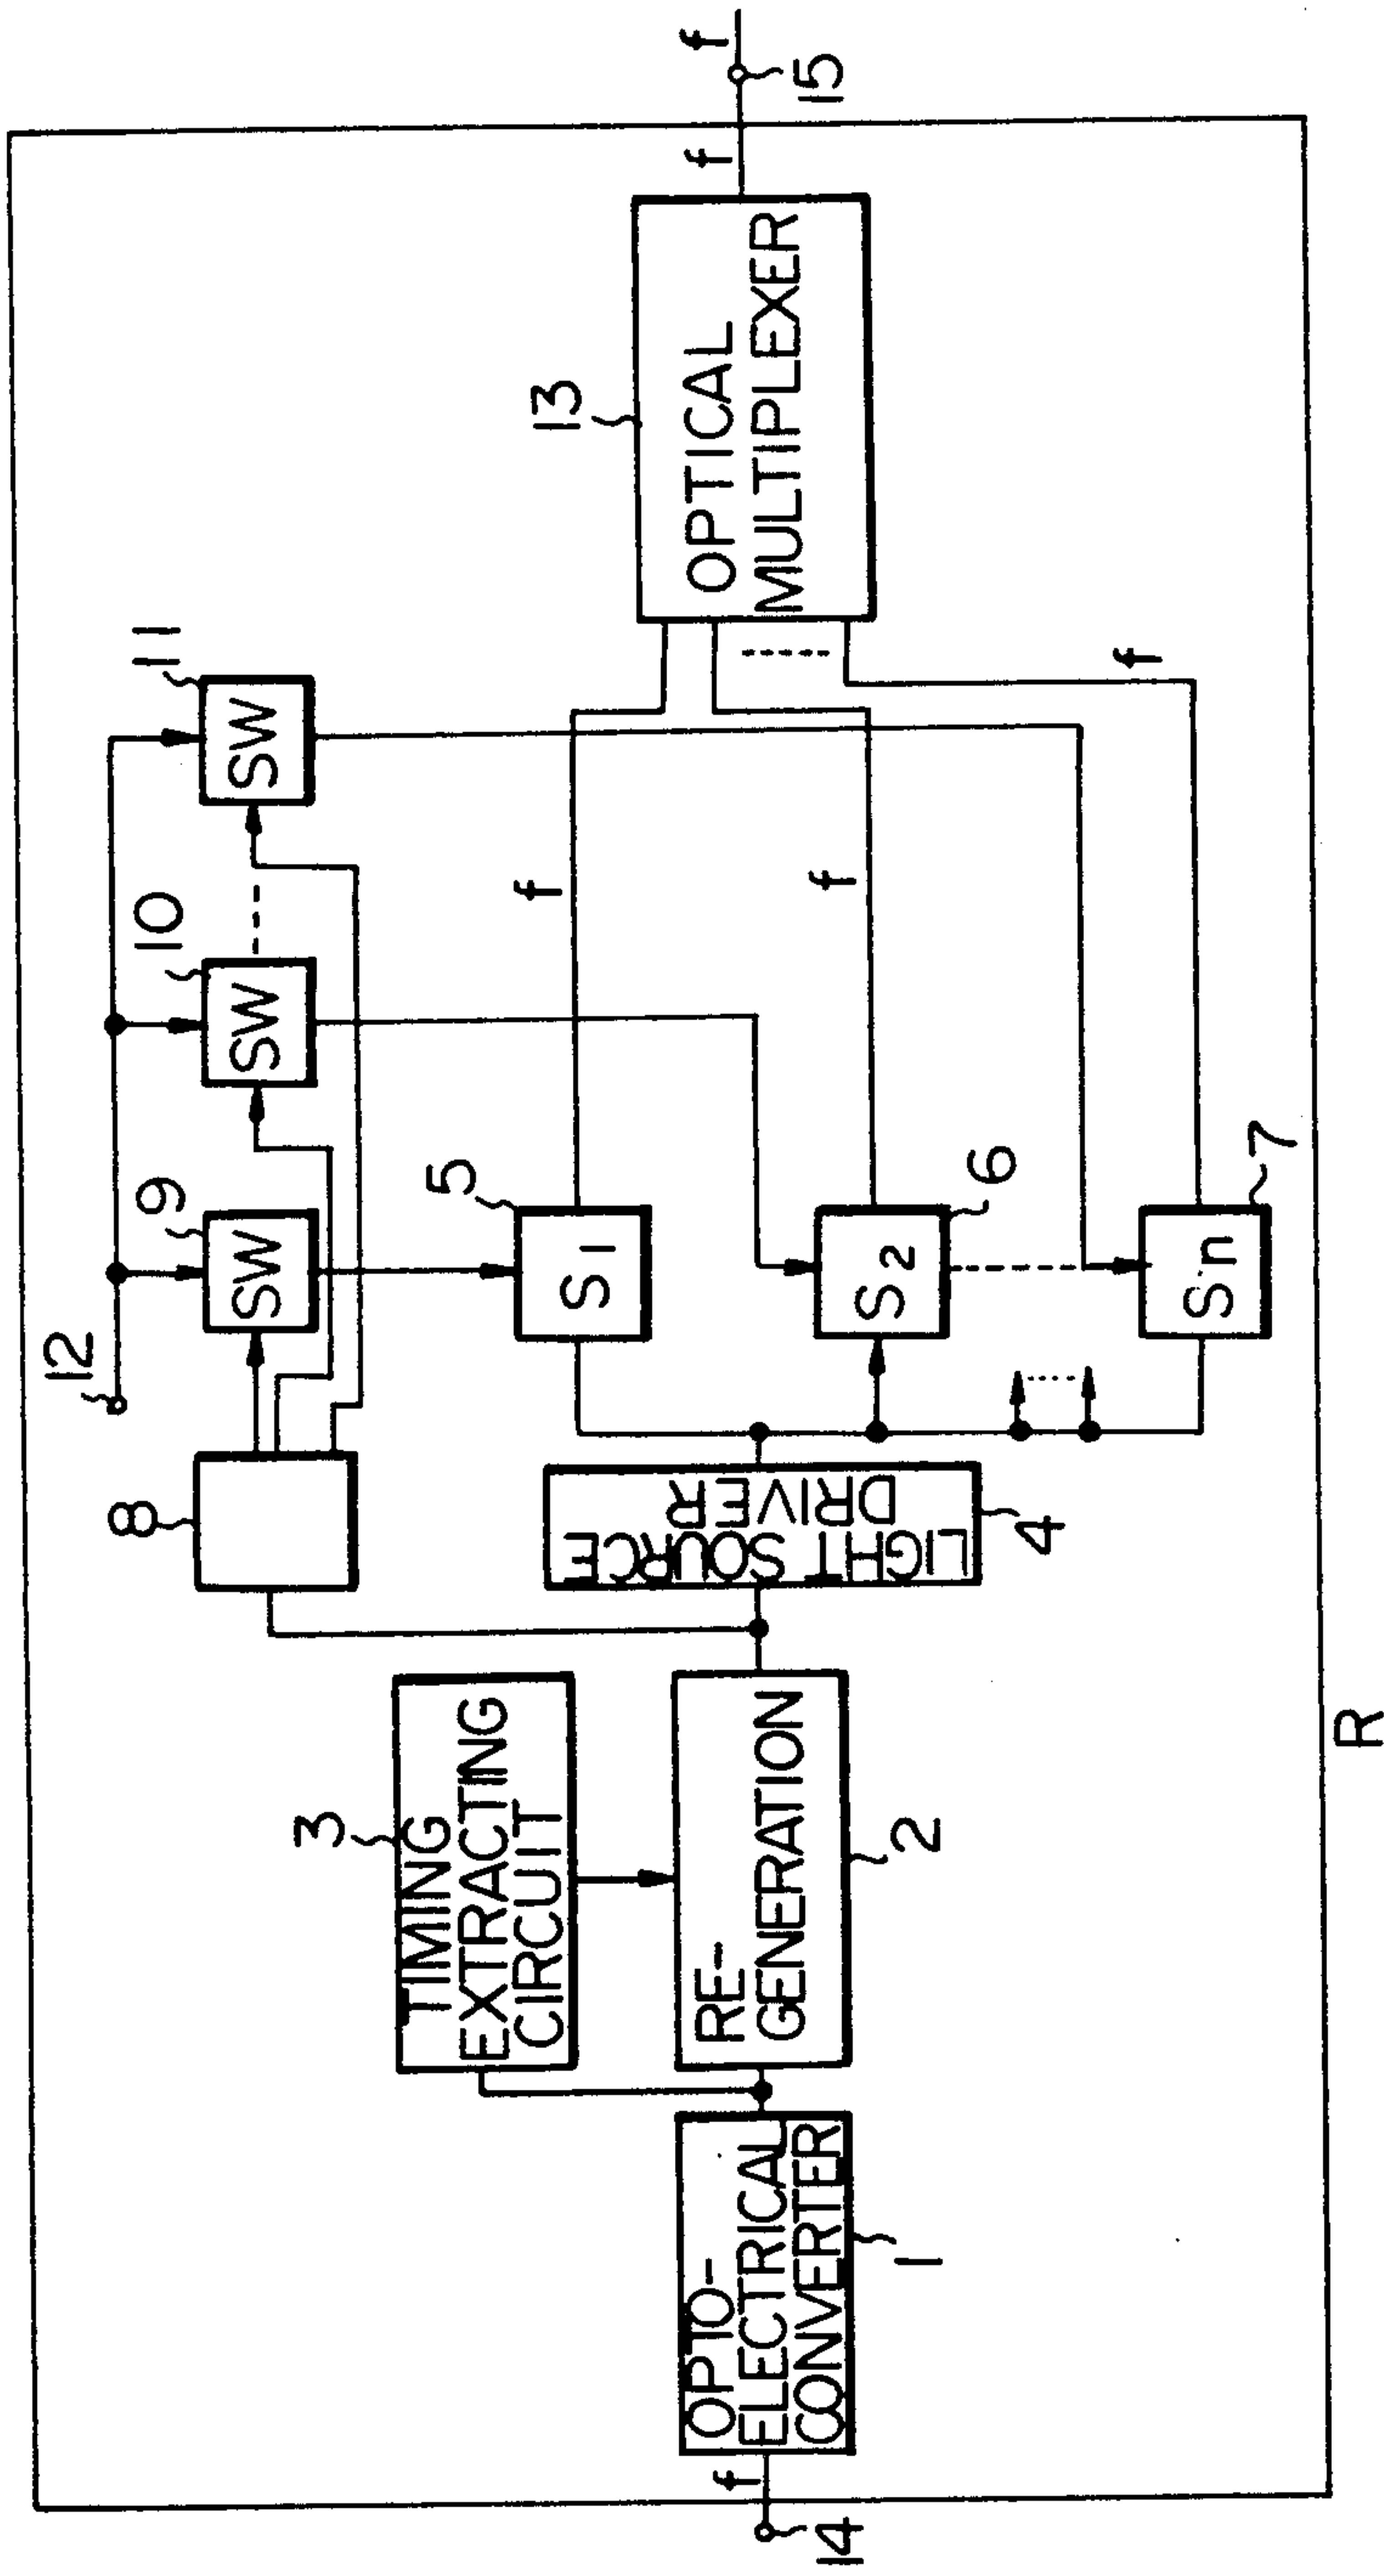 12
9
10
11
SW
SW
SW
8
3
TIMING
EXTRACTING
CIRCUIT
5
S1
f
13
OPTICAL
MULTIPLEXER
f
f
15
14
f
OPTO-
ELECTRICAL
CONVERTER
1
RE-
GENERATION
2
LIGHT SOURCE
DRIVER
4
S2
6
f
Sn
7
f
R